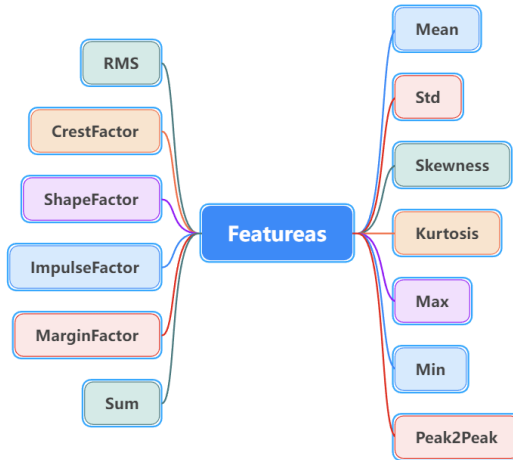 RMS
CrestFactor
ShapeFactor
ImpulseFactor
MarginFactor
Sum
Featureas
Mean
Std
Skewness
Kurtosis
Max
Min
Peak2Peak